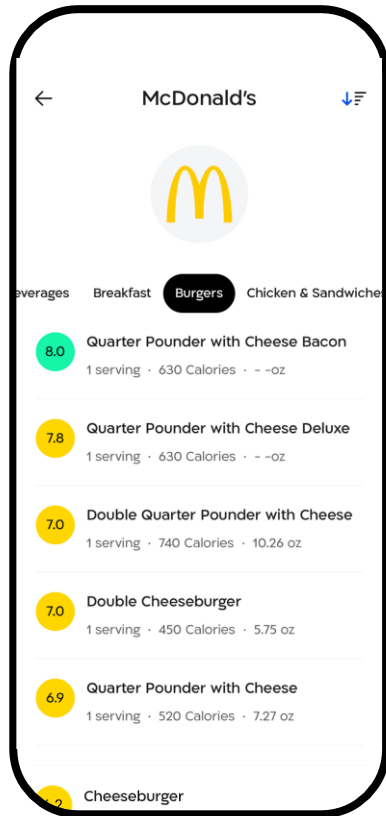 McDonald's
everages Breakfast Burgers Chicken & Sandwiche
8.0
Quarter Pounder with Cheese Bacon
1 serving · 630 Calories · - -oz
7.8
Quarter Pounder with Cheese Deluxe
1 serving · 630 Calories · - -oz
7.0
Double Quarter Pounder with Cheese
1 serving · 740 Calories · 10.26 oz
7.0
Double Cheeseburger
1 serving · 450 Calories · 5.75 oz
6.9
Quarter Pounder with Cheese
1 serving · 520 Calories · 7.27 oz
Cheeseburger